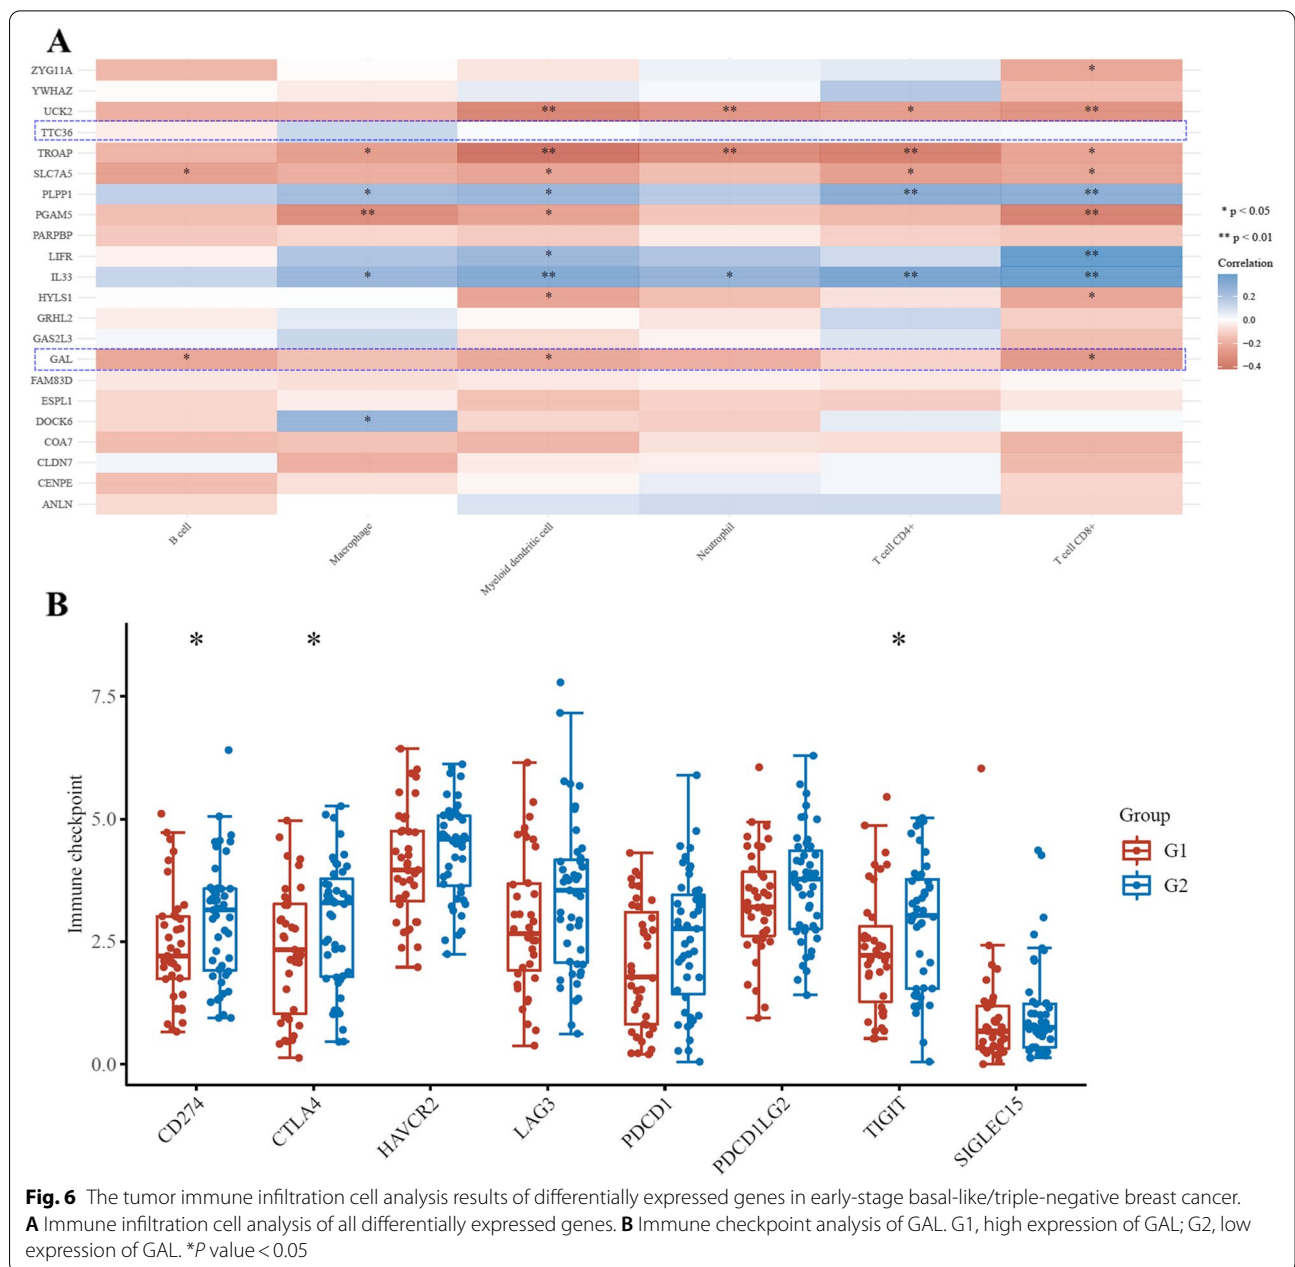 A
ZYG11A *
YWHAZ
UCK2 ** ** * **
TTC36
TROAP * ** ** ** *
SLC7A5 * * * *
PLPP1 * * ** **
PGAM5 ** * **
PARPBP
LIFR * **
IL33 * ** * ** **
HYLS1 * *
GRHL2
GAS2L3
GAL * * *
FAM83D
ESPL1
DOCK6 *
COA7
CLDN7
CENPE
ANLN
B cell
Macrophage
Myeloid dendritic cell
Neutrophil
T cell CD4+
T cell CD8+
* p < 0.05
** p < 0.01
Correlation
0.2
0.0
−0.2
−0.4
B
* * *
Immune checkpoint
7.5
5.0
2.5
0.0
CD274
CTLA4
HAVCR2
LAG3
PDCD1
PDCD1LG2
TIGIT
SIGLEC15
Group
G1
G2
Fig. 6 The tumor immune infiltration cell analysis results of differentially expressed genes in early-stage basal-like/triple-negative breast cancer.
A Immune infiltration cell analysis of all differentially expressed genes. B Immune checkpoint analysis of GAL. G1, high expression of GAL; G2, low
expression of GAL. *P value < 0.05